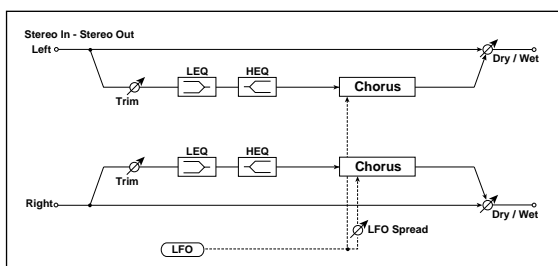 Stereo In - Stereo Out
Left
Dry / Wet
LEQ
HEQ
Chorus
Trim
LEQ
HEQ
Chorus
Trim
Right
Dry / Wet
LFO Spread
LFO